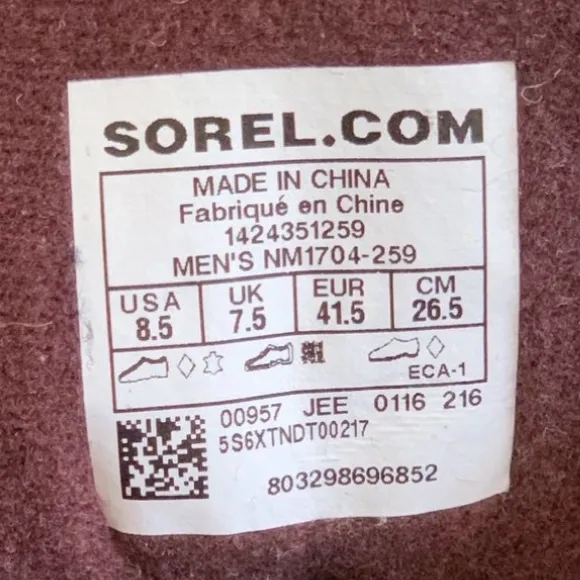 SOREL.COM
MADE IN CHINA
Fabriqué en Chine
1424351259
MEN'S NM1704-259
USA UK EUR CM
8.5 7.5 41.5 26.5
ECA-1
00957 JEE 0116 216
5S6XTNDT00217
803298696852